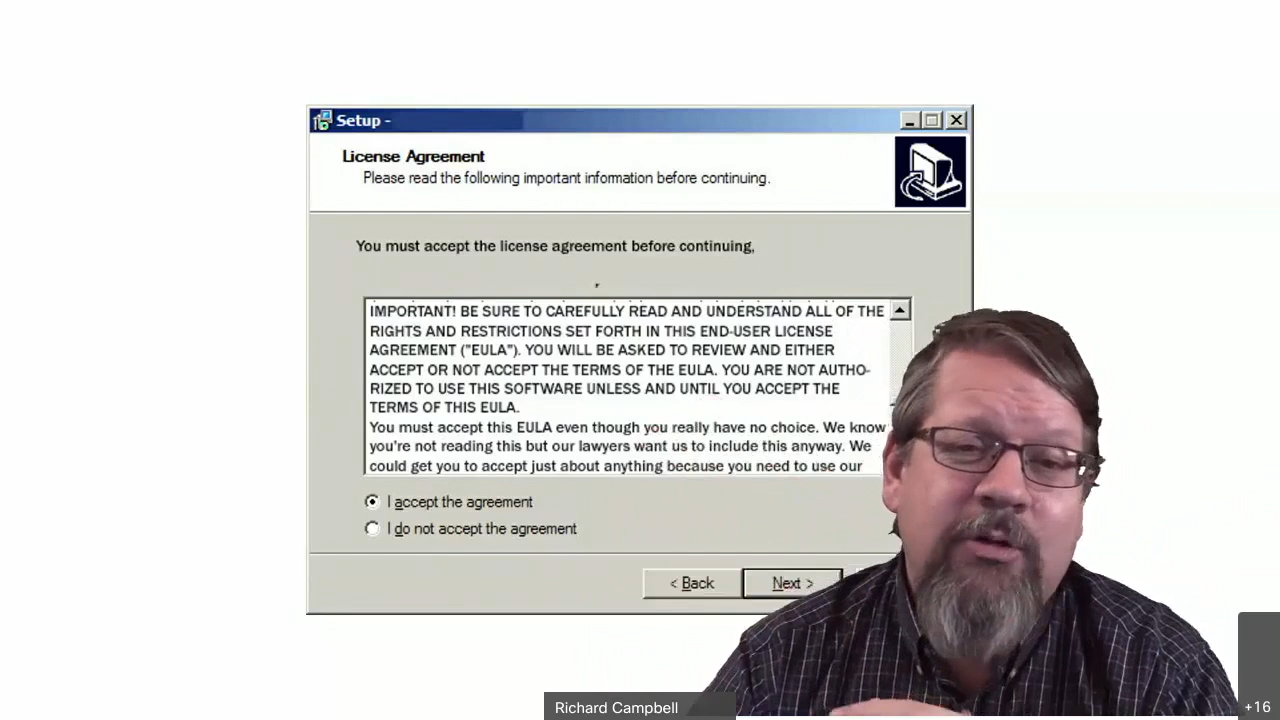 Setup -
License Agreement
Please read the following important information before continuing.
You must accept the license agreement before continuing,
IMPORTANT! BE SURE TO CAREFULLY READ AND UNDERSTAND ALL OF THE
RIGHTS AND RESTRICTIONS SET FORTH IN THIS END-USER LICENSE
AGREEMENT ("EULA"). YOU WILL BE ASKED TO REVIEW AND EITHER
ACCEPT OR NOT ACCEPT THE TERMS OF THE EULA. YOU ARE NOT AUTHO-
RIZED TO USE THIS SOFTWARE UNLESS AND UNTIL YOU ACCEPT THE
TERMS OF THIS EULA.
You must accept this EULA even though you really have no choice. We know
you're not reading this but our lawyers want us to include this anyway. We
could get you to accept just about anything because you need to use our
I accept the agreement
I do not accept the agreement
< Back
Next >
Richard Campbell
+16